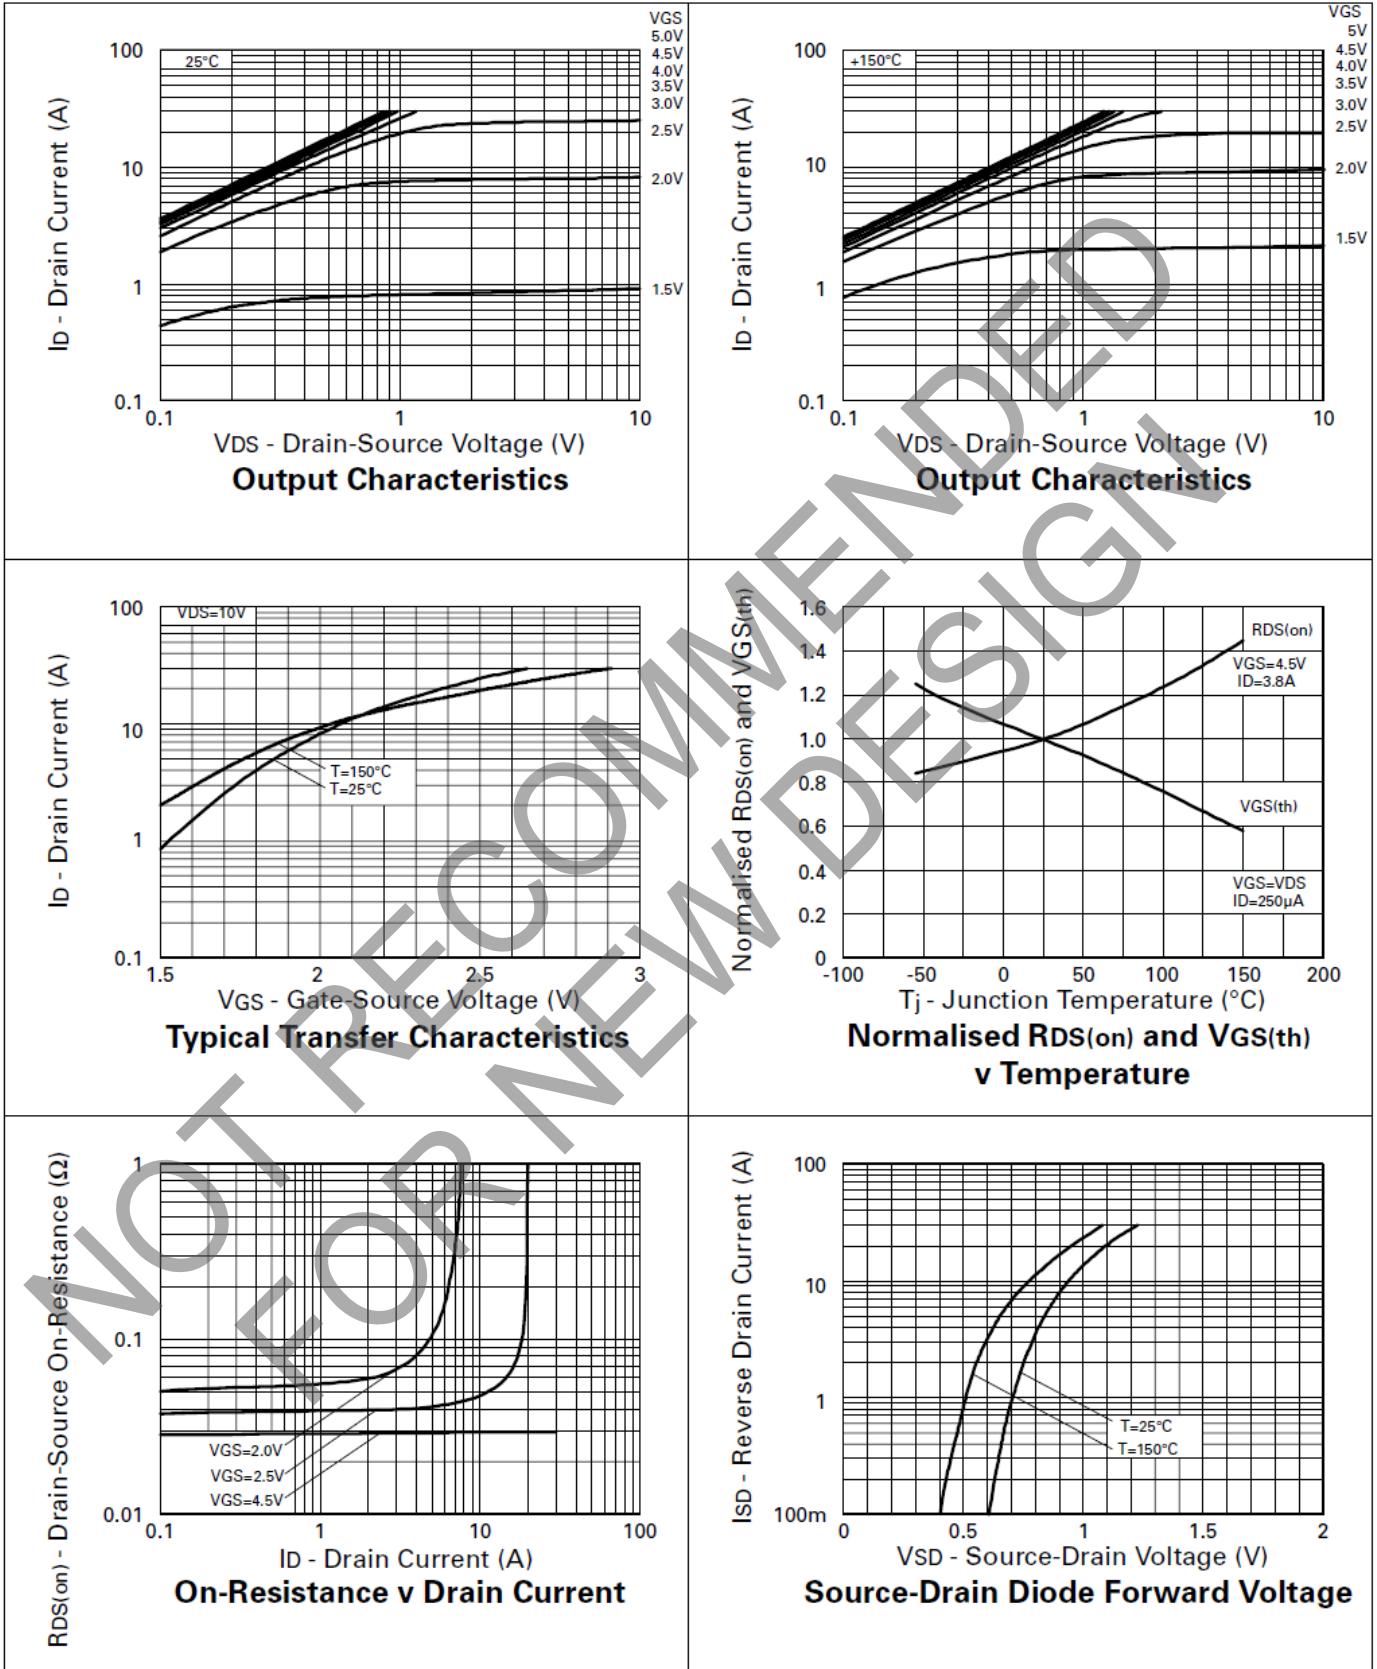 VGS
5.0V
4.5V
4.0V
3.5V
3.0V
2.5V
2.0V
1.5V
25°C
100
10
1
0.1
0.1
1
10
ID - Drain Current (A)
VDS - Drain-Source Voltage (V)
Output Characteristics
VGS
5V
4.5V
4.0V
3.5V
3.0V
2.5V
2.0V
1.5V
+150°C
100
10
1
0.1
0.1
1
10
ID - Drain Current (A)
VDS - Drain-Source Voltage (V)
Output Characteristics
VDS=10V
100
10
1
0.1
T=150°C
T=25°C
1.5
2
2.5
3
ID - Drain Current (A)
VGS - Gate-Source Voltage (V)
Typical Transfer Characteristics
1.6
1.4
1.2
1.0
0.8
0.6
0.4
0.2
0
RDS(on)
VGS=4.5V
ID=3.8A
VGS(th)
VGS=VDS
ID=250µA
-100
-50
0
50
100
150
200
Normalised RDS(on) and VGS(th)
Tj - Junction Temperature (°C)
Normalised RDS(on) and VGS(th)
v Temperature
1
0.1
0.01
VGS=2.0V
VGS=2.5V
VGS=4.5V
0.1
1
10
100
RDS(on) - Drain-Source On-Resistance (Ω)
ID - Drain Current (A)
On-Resistance v Drain Current
100
10
1
100m
T=25°C
T=150°C
0
0.5
1
1.5
2
ISD - Reverse Drain Current (A)
VSD - Source-Drain Voltage (V)
Source-Drain Diode Forward Voltage
NOT RECOMMENDED
FOR NEW DESIGN